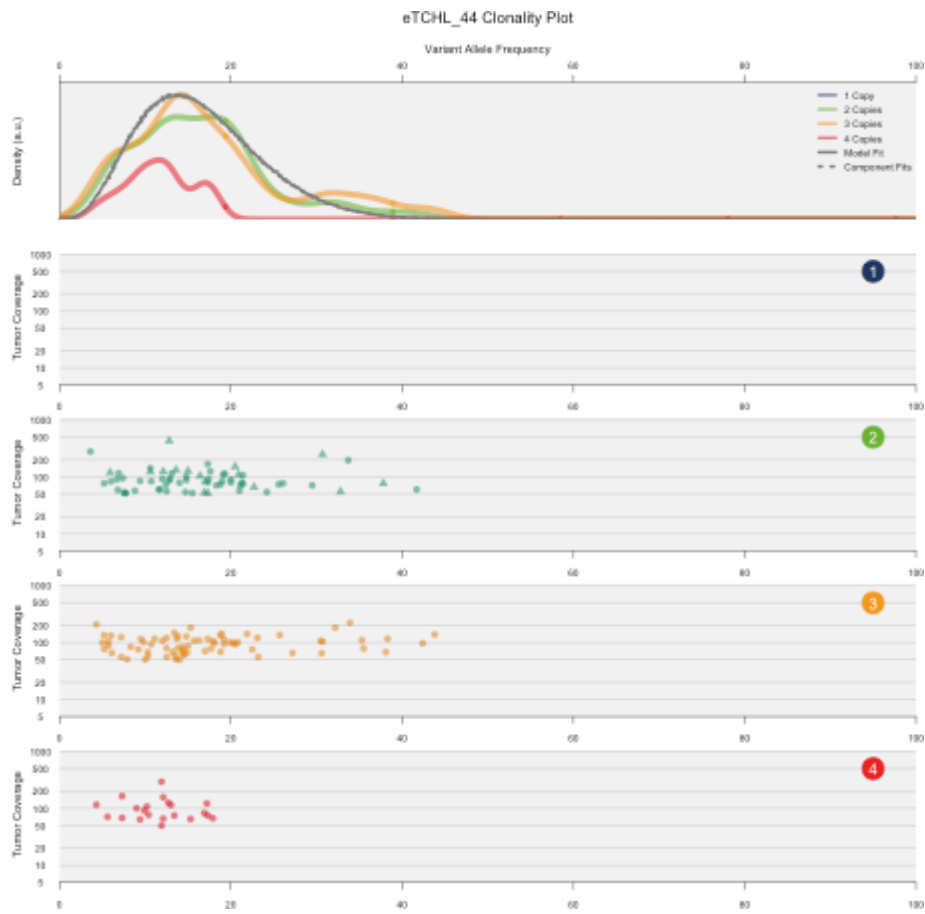 eTCHL_44 Clonality Plot
Variant Allele Frequency
0 20 40 60 80 100
Density (a.u.)
1 Copy
2 Copies
3 Copies
4 Copies
Model Fit
Component Fits
Tumor Coverage
1000
500
200
100
50
20
10
5
1
0 20 40 60 80 100
Tumor Coverage
1000
500
200
100
50
20
10
5
2
0 20 40 60 80 100
Tumor Coverage
1000
500
200
100
50
20
10
5
3
0 20 40 60 80 100
Tumor Coverage
1000
500
200
100
50
20
10
5
4
0 20 40 60 80 100